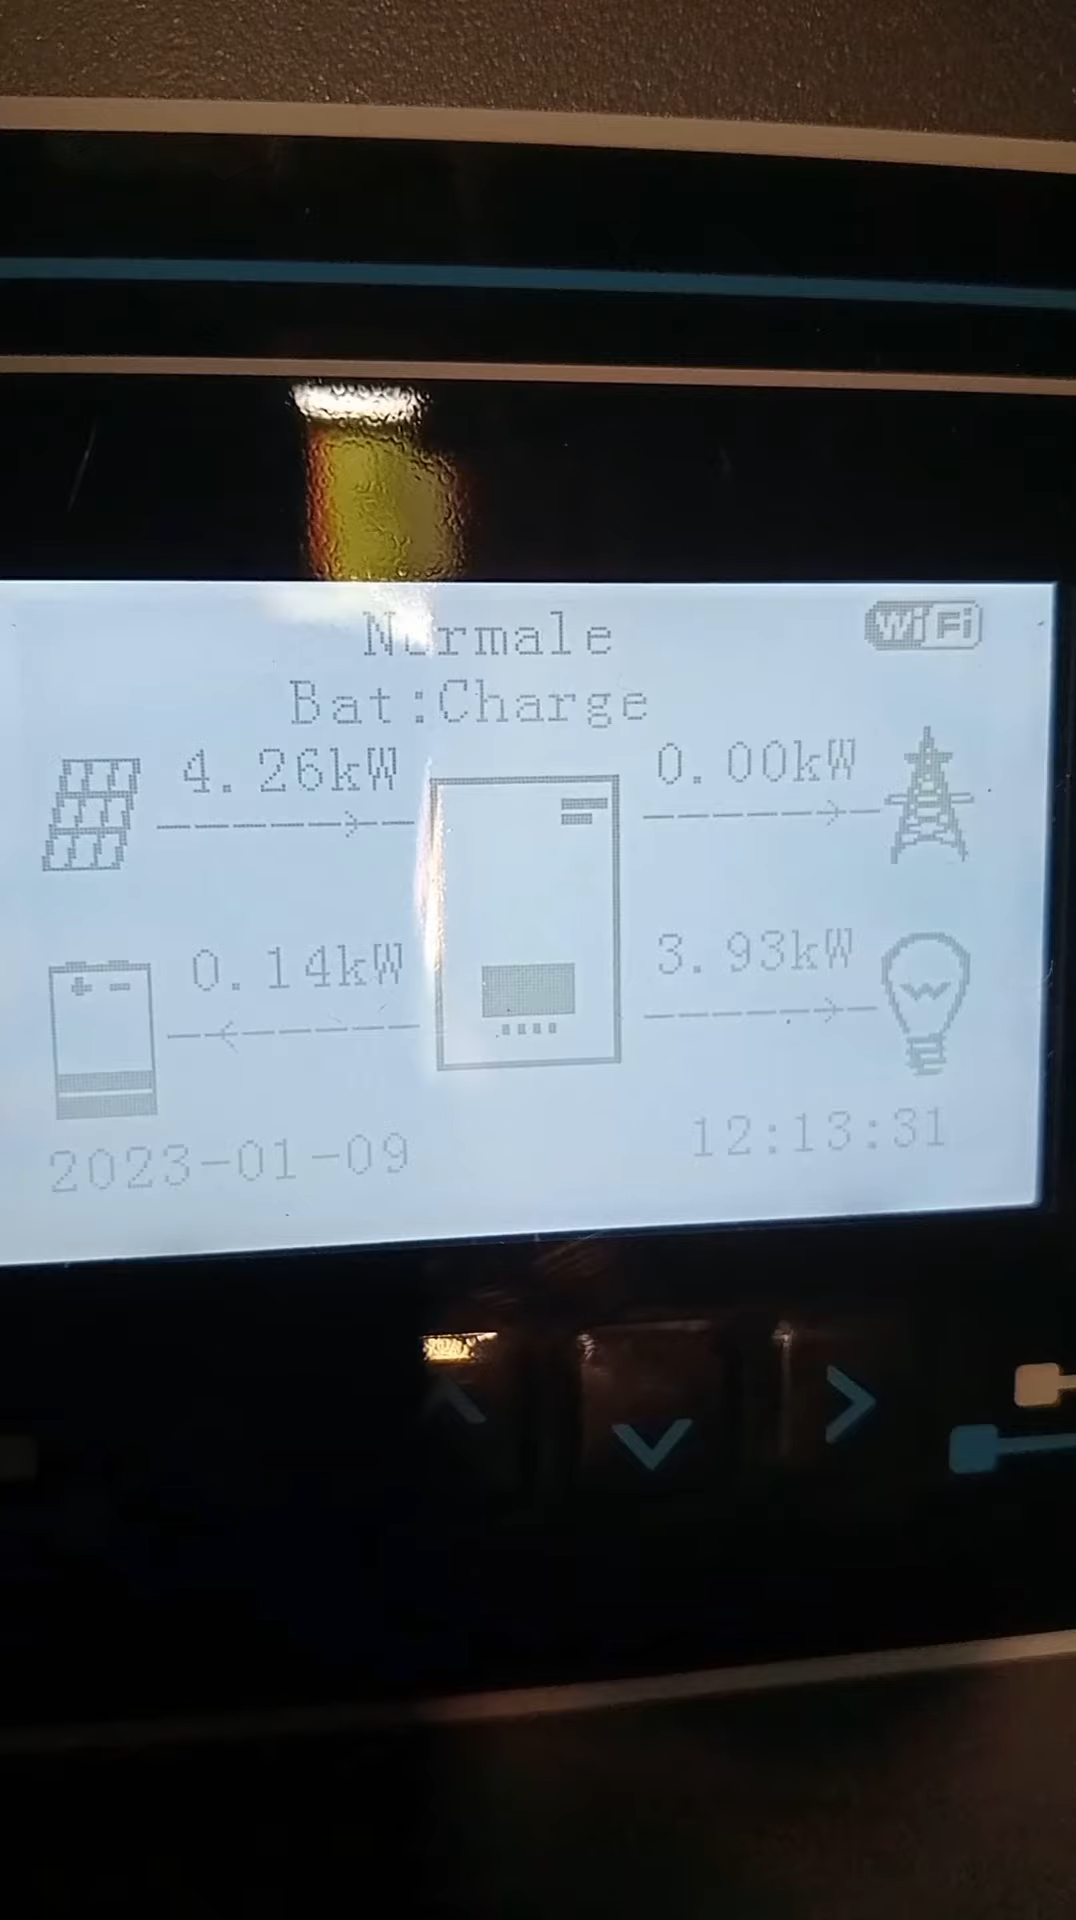 Normale
WiFi
Bat:Charge
4.26kW
0.00kW
0.14kW
3.93kW
2023-01-09
12:13:31